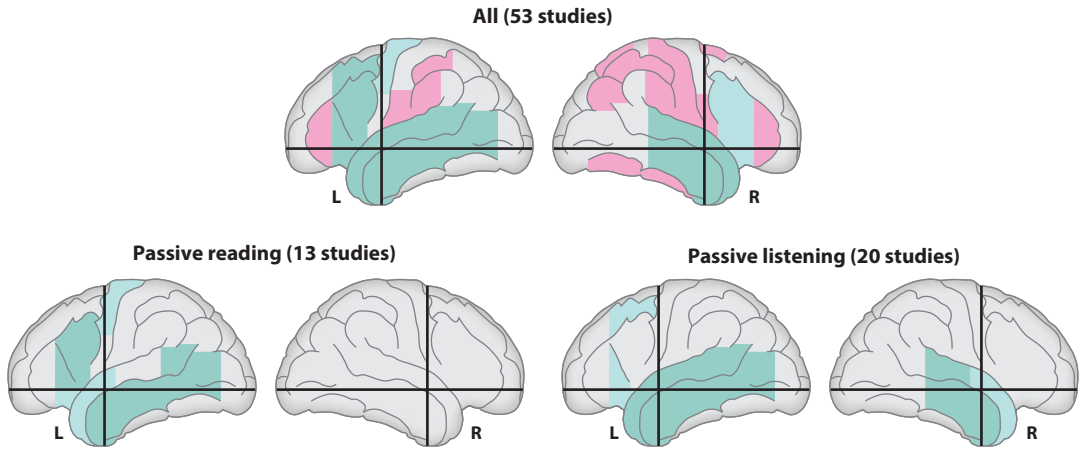 All (53 studies)
L
R
Passive reading (13 studies)
Passive listening (20 studies)
L
R
L
R